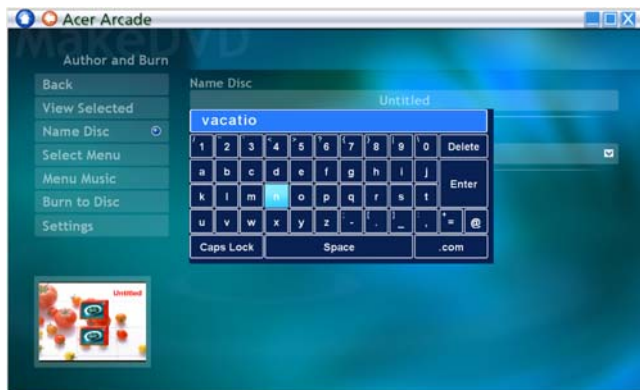 Acer Arcade
MakeDVD
Author and Burn
Back
View Selected
Name Disc
Select Menu
Menu Music
Burn to Disc
Settings
Name Disc
Untitled
vacatio
1 2 3 4 5 6 7 8 9 0 Delete
a b c d e f g h i j
Enter
k l m n o p q r s t
u v w x y z - . _ , = @
Caps Lock Space .com
Untitled